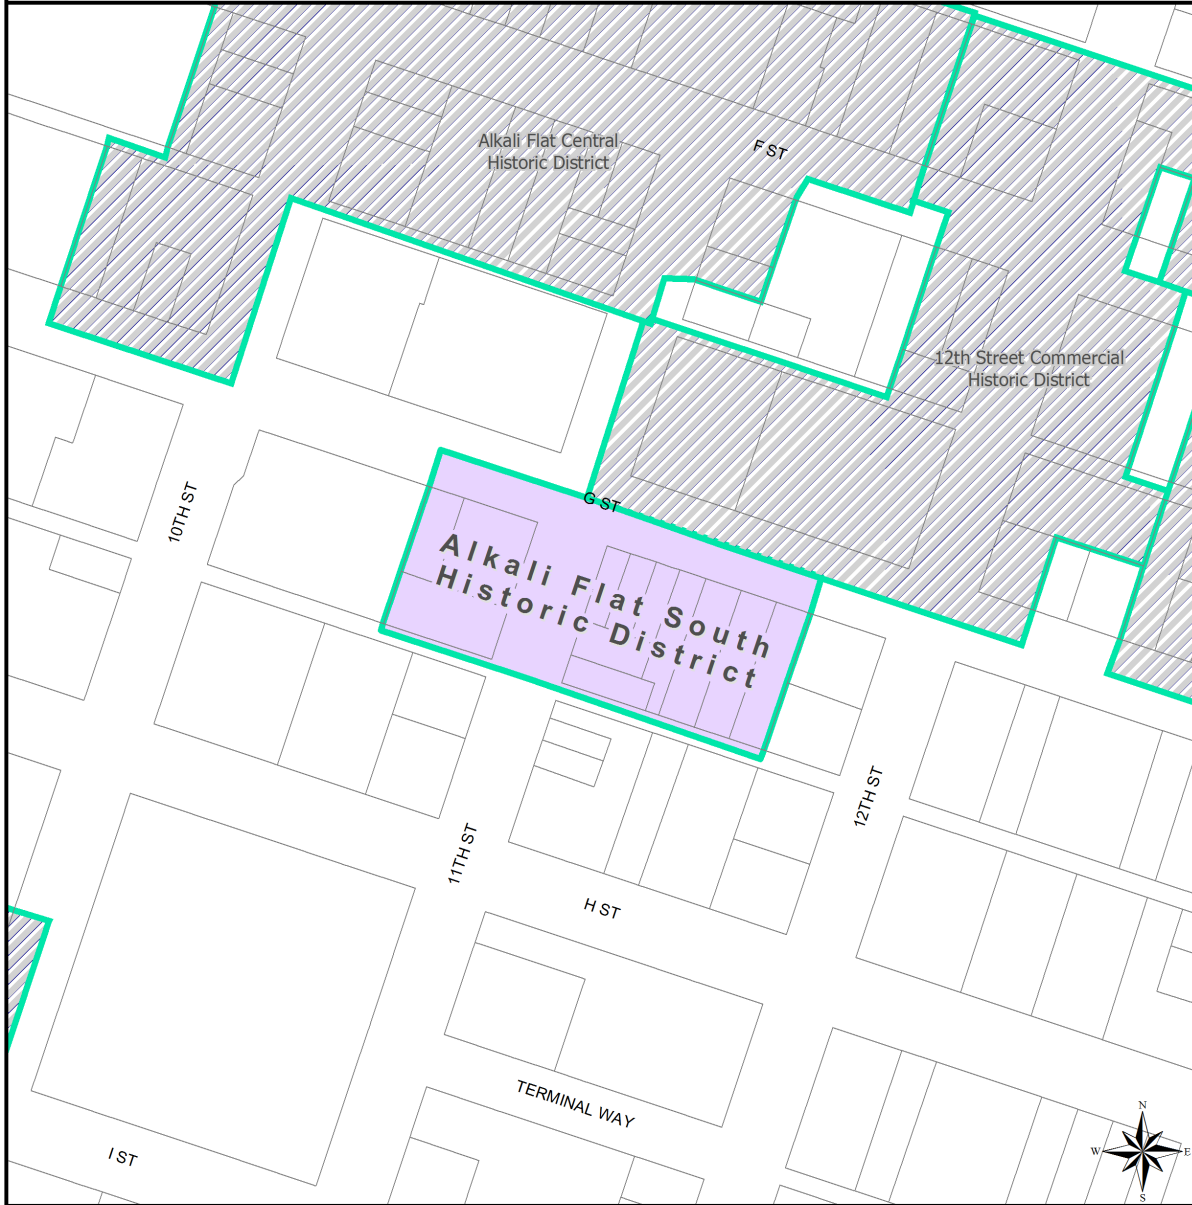 Alkali Flat Central
Historic District
F ST
12th Street Commercial
Historic District
G ST
10TH ST
Alkali Flat South
Historic District
12TH ST
11TH ST
H ST
TERMINAL WAY
I ST
N
W
E
S